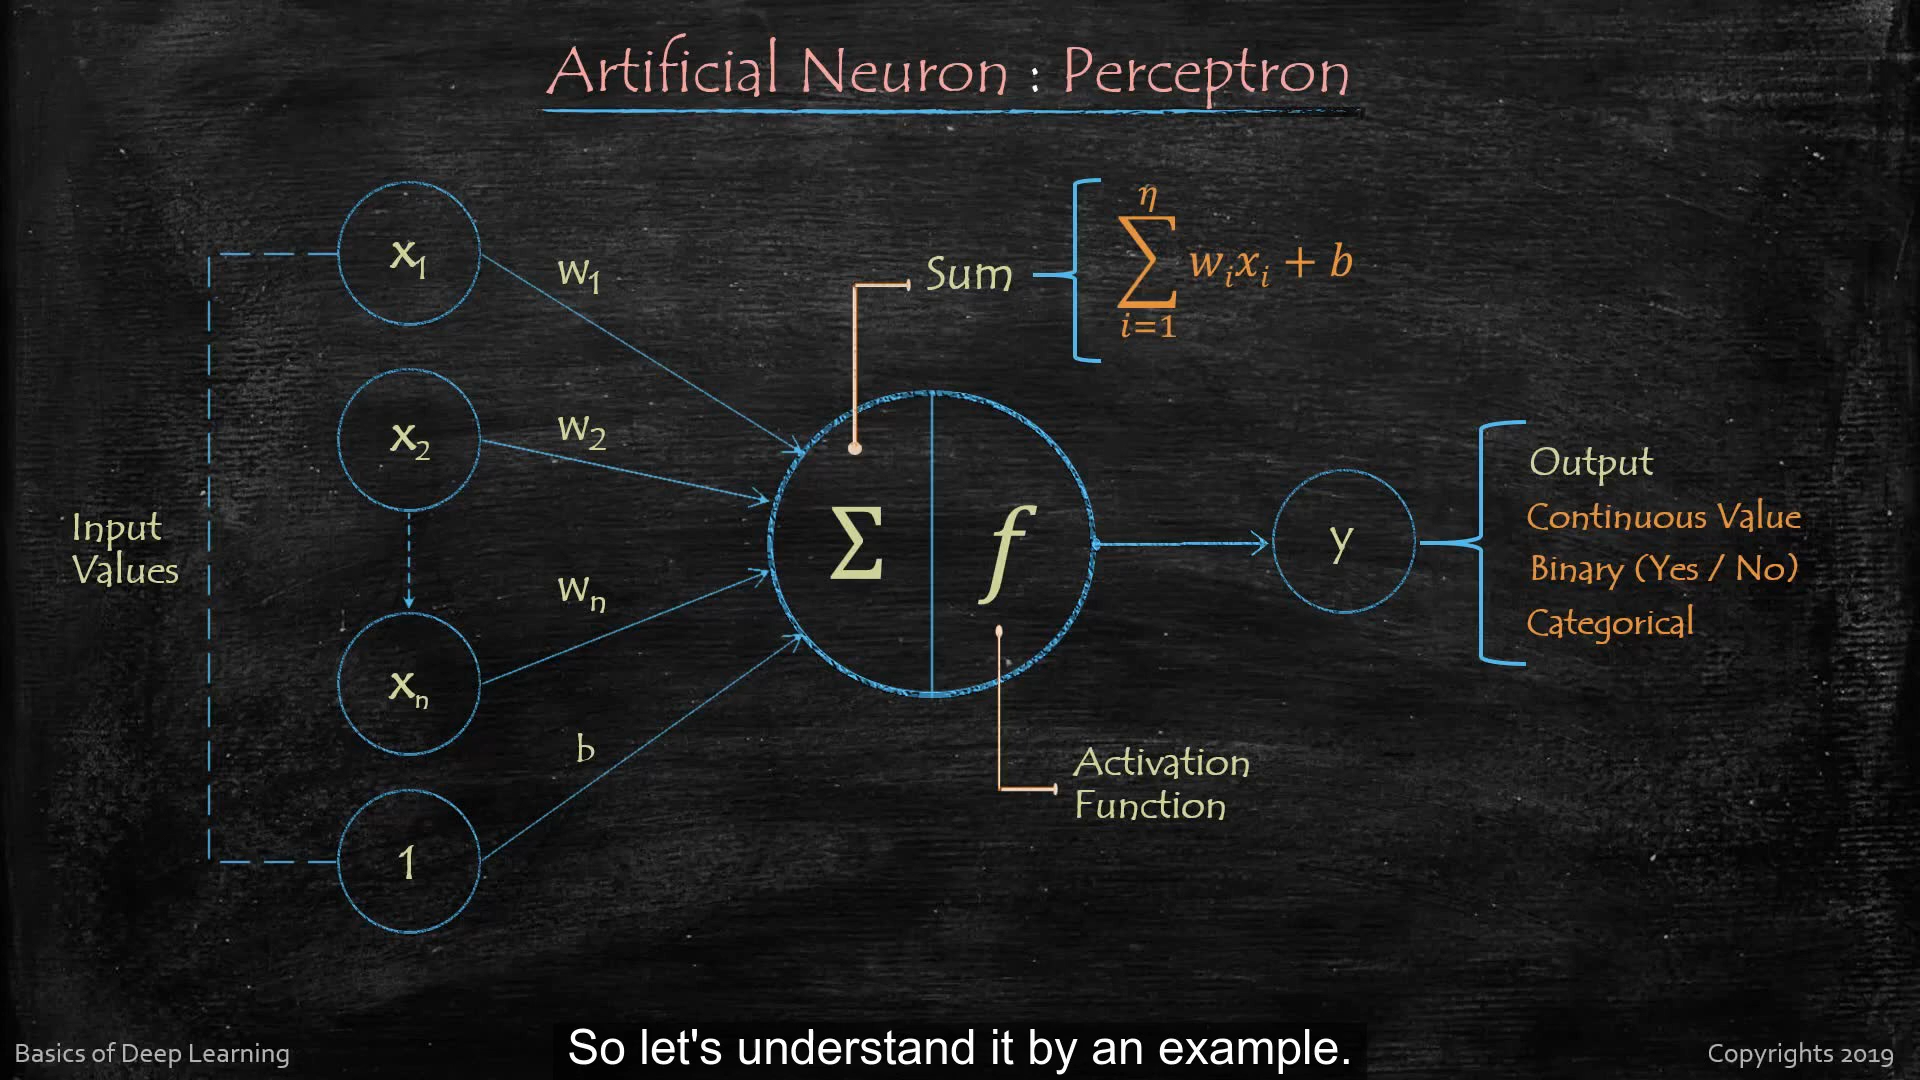 Artificial Neuron : Perceptron
x₁
w₁
Sum
η
∑ wᵢxᵢ + b
i=1
x₂
w₂
Input
Values
Σ
f
y
Output
Continuous Value
Binary (Yes / No)
Categorical
xₙ
wₙ
b
1
Activation
Function
So let's understand it by an example.
Basics of Deep Learning
Copyrights 2019